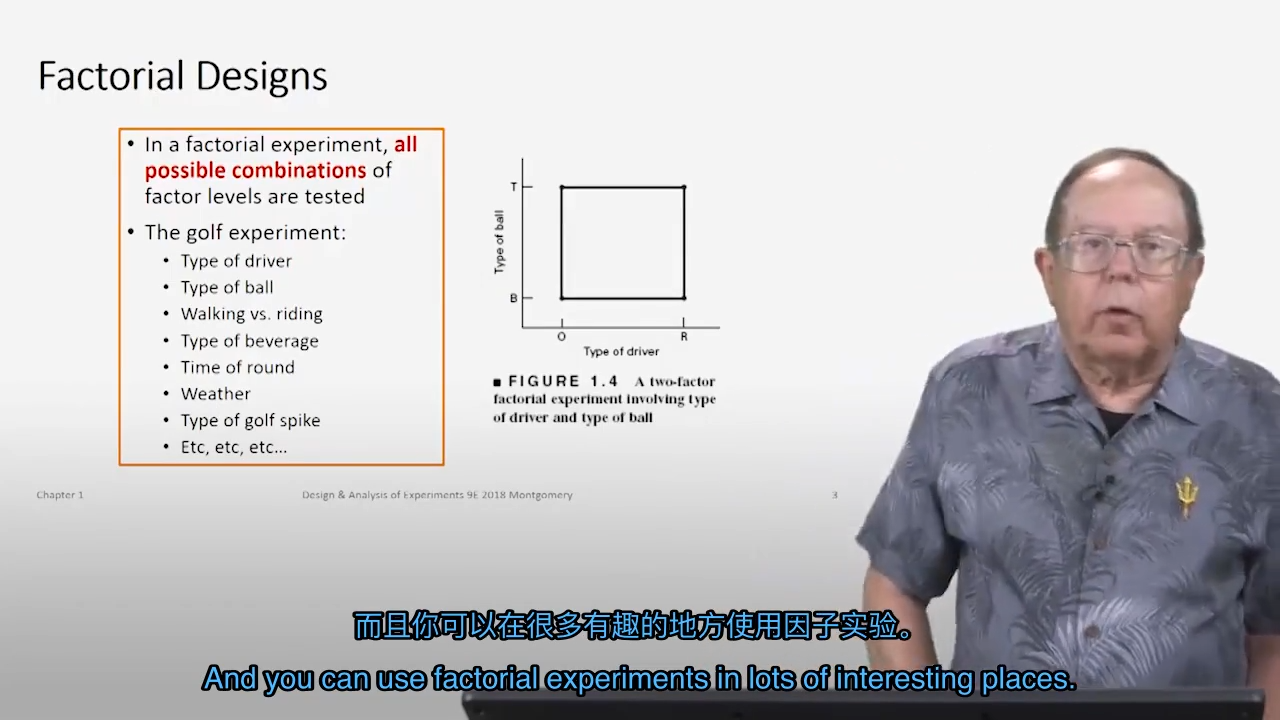 Factorial Designs
• In a factorial experiment, all
possible combinations of
factor levels are tested
• The golf experiment:
• Type of driver
• Type of ball
• Walking vs. riding
• Type of beverage
• Time of round
• Weather
• Type of golf spike
• Etc, etc, etc...
T
Type of ball
B
O R
Type of driver
■ FIGURE 1.4 A two-factor
factorial experiment involving type
of driver and type of ball
Chapter 1
Design & Analysis of Experiments 9E 2018 Montgomery
3
而且你可以在很多有趣的地方使用因子实验。
And you can use factorial experiments in lots of interesting places.